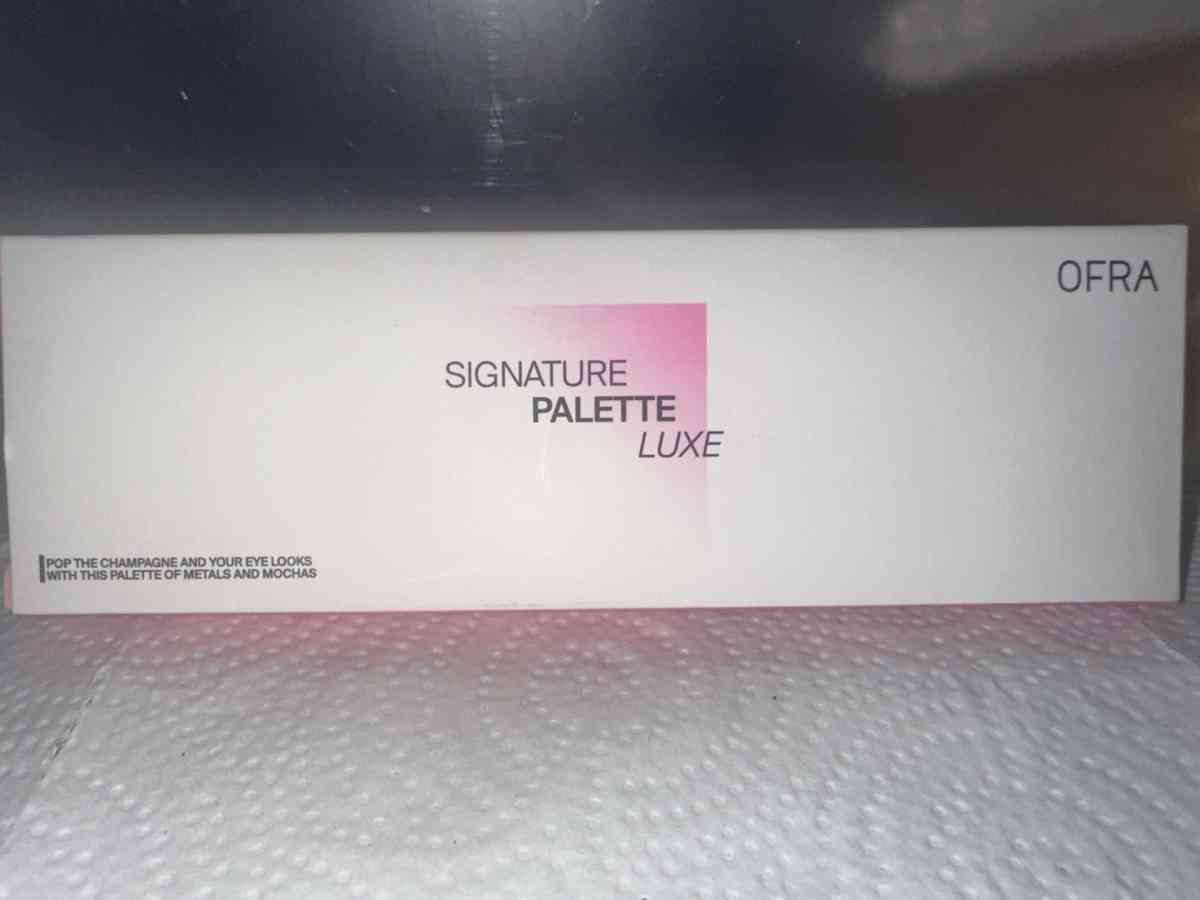 OFRA
SIGNATURE
PALETTE
LUXE
POP THE CHAMPAGNE AND YOUR EYE LOOKS
WITH THIS PALETTE OF METALS AND MOCHAS